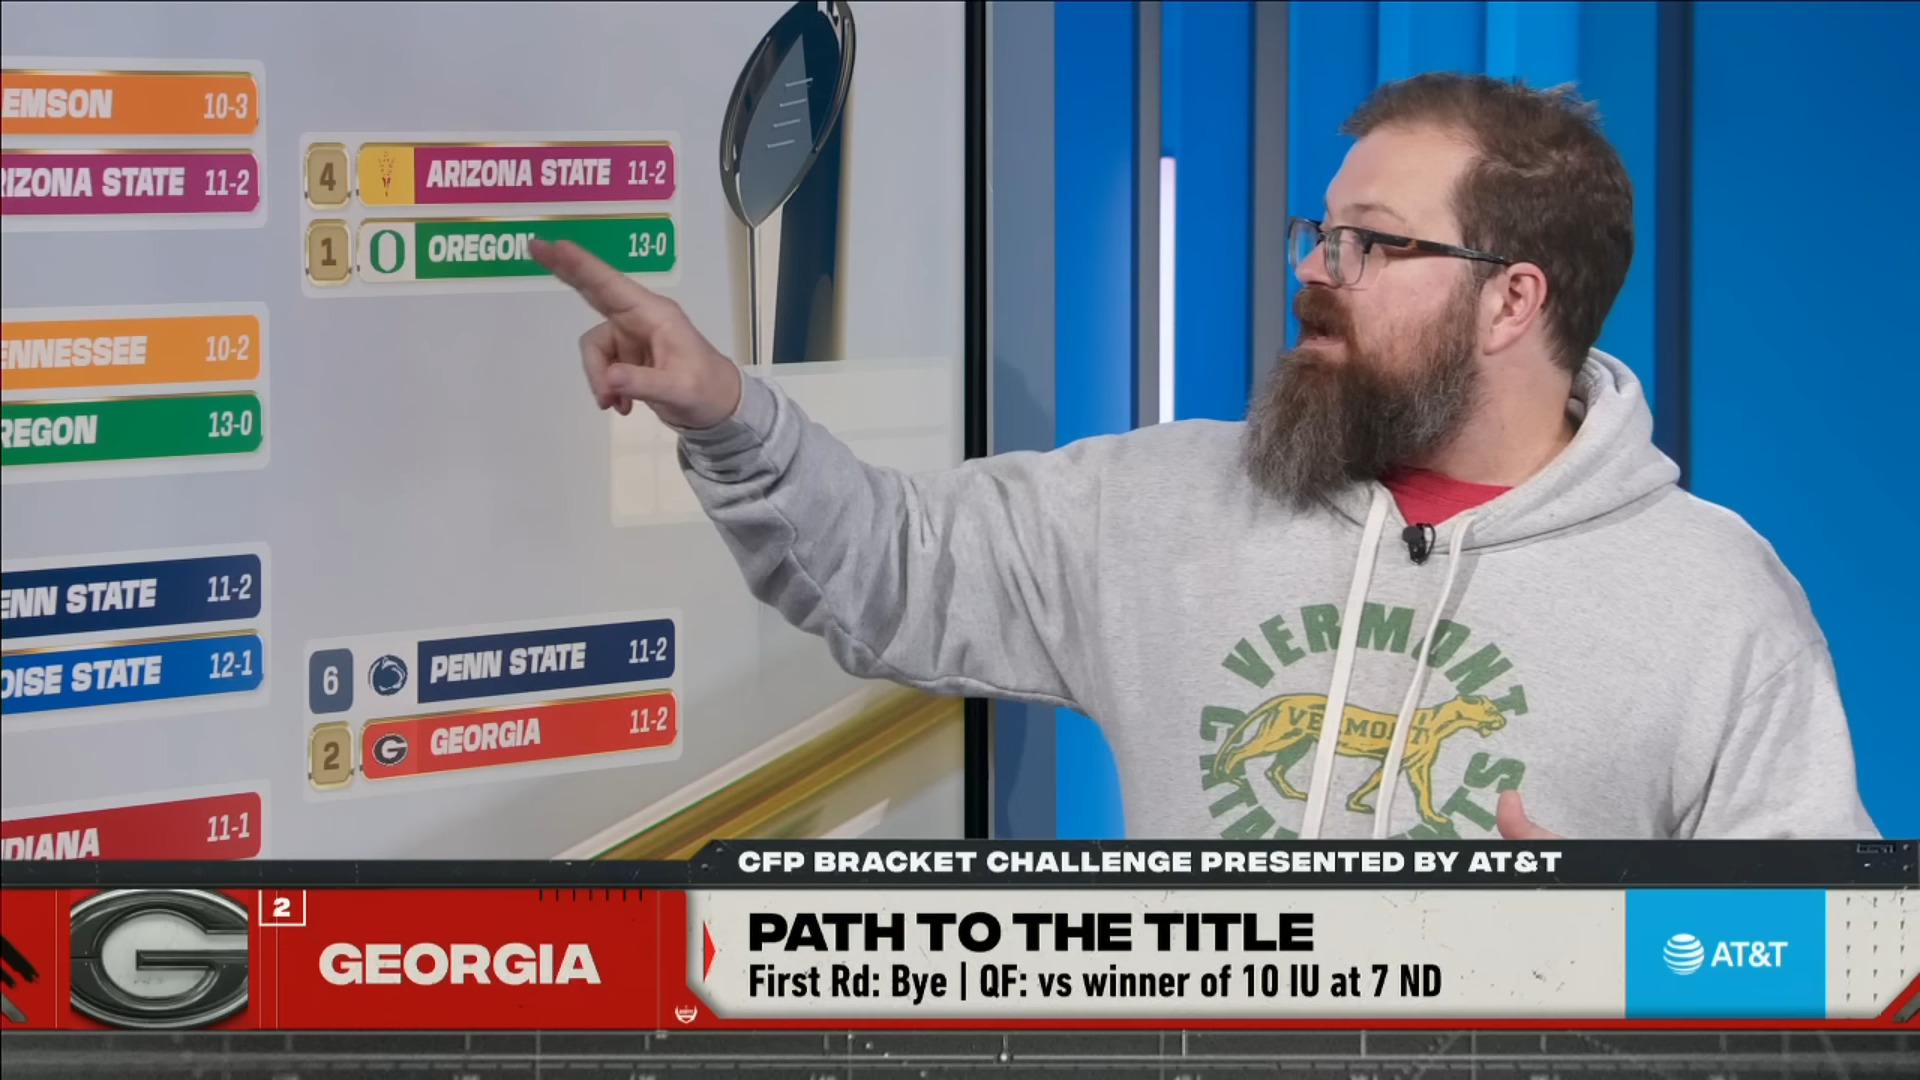 EMSON 10-3
RIZONA STATE 11-2
4 ARIZONA STATE 11-2
1 OREGON 13-0
ENNESSEE 10-2
REGON 13-0
ENN STATE 11-2
OISE STATE 12-1
6 PENN STATE 11-2
2 GEORGIA 11-2
DIANA 11-1
VERMONT
VERMONT
CATAMOUNTS
CFP BRACKET CHALLENGE PRESENTED BY AT&T
G 2 GEORGIA
PATH TO THE TITLE
First Rd: Bye | QF: vs winner of 10 IU at 7 ND
AT&T